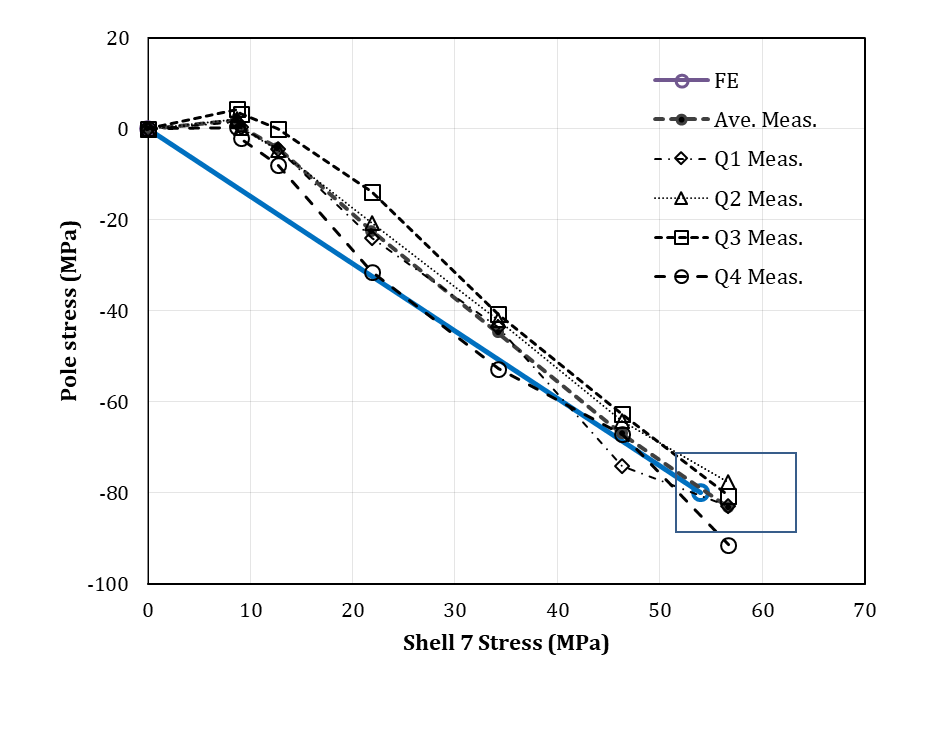 20
0
-20
-40
-60
-80
-100
Pole stress (MPa)
FE
Ave. Meas.
Q1 Meas.
Q2 Meas.
Q3 Meas.
Q4 Meas.
0 10 20 30 40 50 60 70
Shell 7 Stress (MPa)